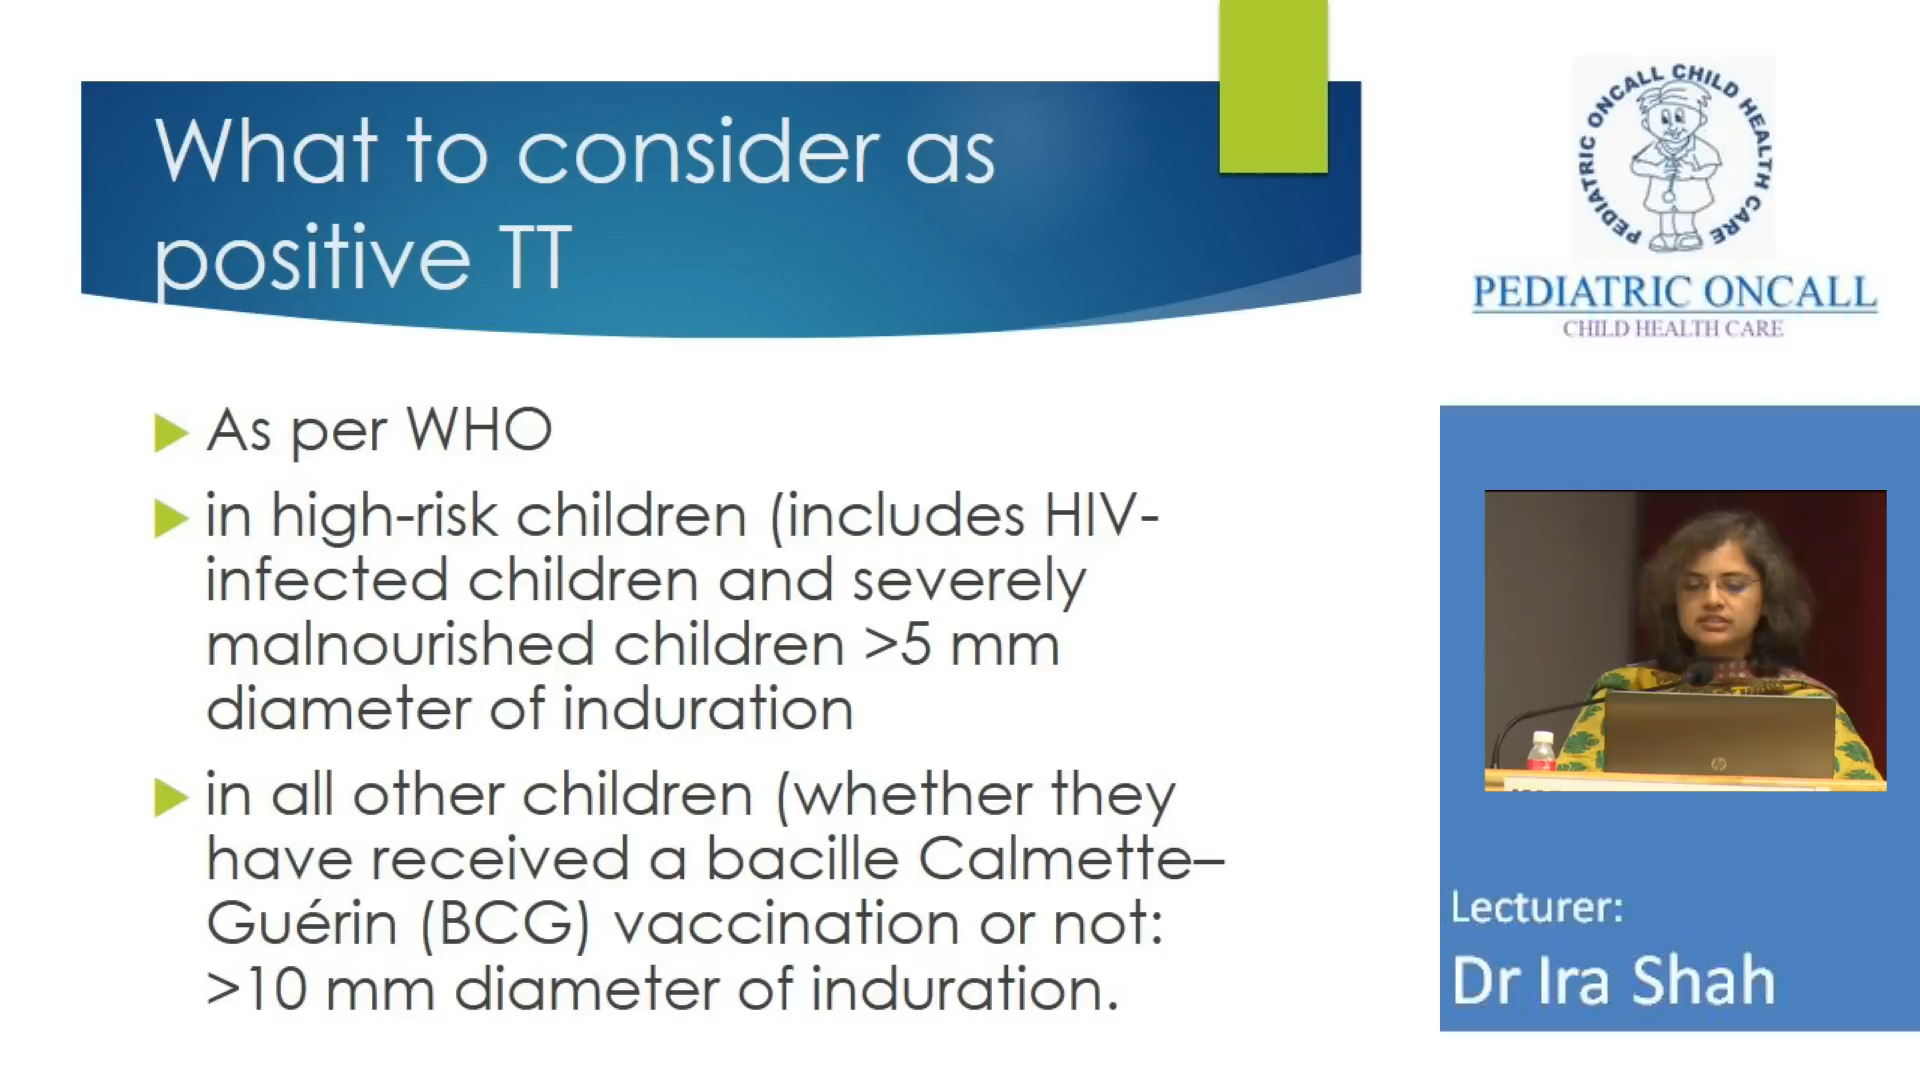 What to consider as
positive TT
As per WHO
in high-risk children (includes HIV-
infected children and severely
malnourished children >5 mm
diameter of induration
in all other children (whether they
have received a bacille Calmette–
Guérin (BCG) vaccination or not:
>10 mm diameter of induration.
PEDIATRIC ONCALL CHILD HEALTH CARE
PEDIATRIC ONCALL
CHILD HEALTH CARE
Lecturer:
Dr Ira Shah